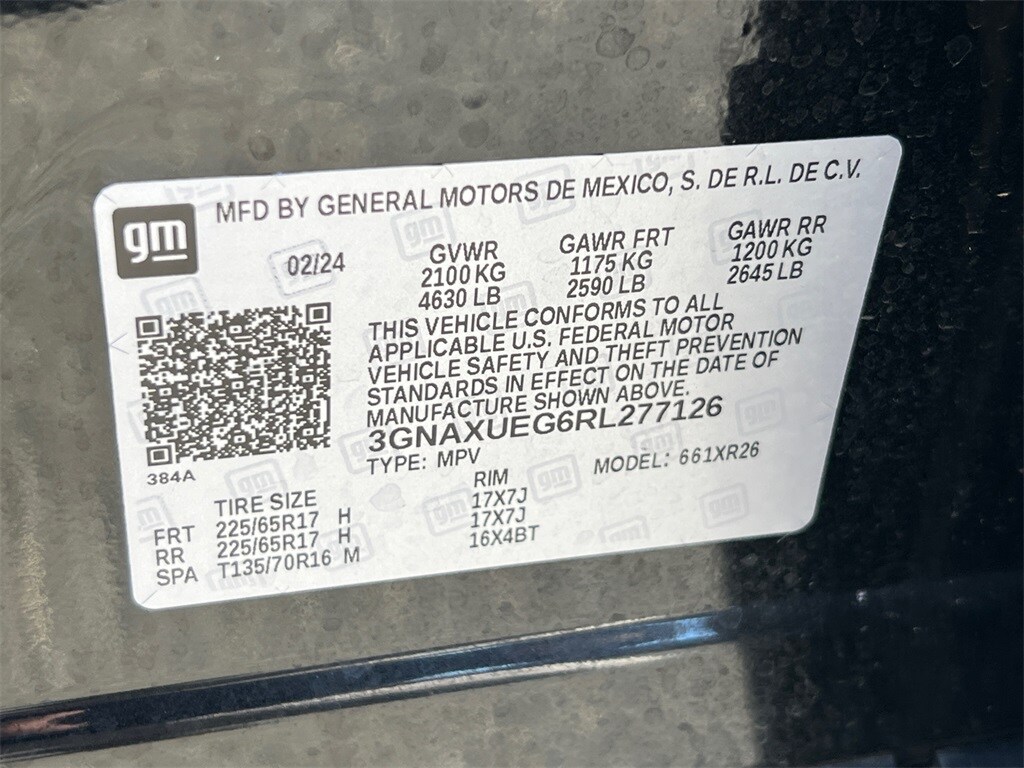 gm
MFD BY GENERAL MOTORS DE MEXICO, S. DE R.L. DE C.V.
02/24
GVWR GAWR FRT GAWR RR
2100 KG 1175 KG 1200 KG
4630 LB 2590 LB 2645 LB
THIS VEHICLE CONFORMS TO ALL
APPLICABLE U.S. FEDERAL MOTOR
VEHICLE SAFETY AND THEFT PREVENTION
STANDARDS IN EFFECT ON THE DATE OF
MANUFACTURE SHOWN ABOVE.
3GNAXUEG6RL277126
TYPE: MPV MODEL: 661XR26
384A
TIRE SIZE RIM
FRT 225/65R17 H 17X7J
RR 225/65R17 H 17X7J
SPA T135/70R16 M 16X4BT